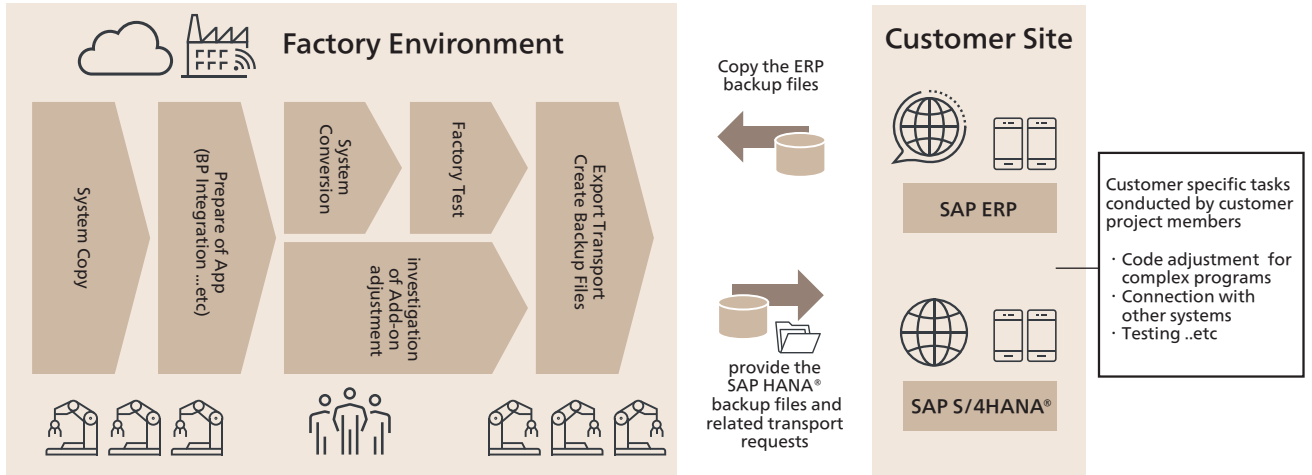 Factory Environment
System Copy
Prepare of App
(BP Integration ...etc)
System
Conversion
Factory Test
investigation
of Add-on
adjustment
Export Transport
Create Backup Files
Copy the ERP
backup files
provide the
SAP HANA®
backup files and
related transport
requests
Customer Site
SAP ERP
SAP S/4HANA®
Customer specific tasks
conducted by customer
project members
· Code adjustment for
complex programs
· Connection with
other systems
· Testing ..etc